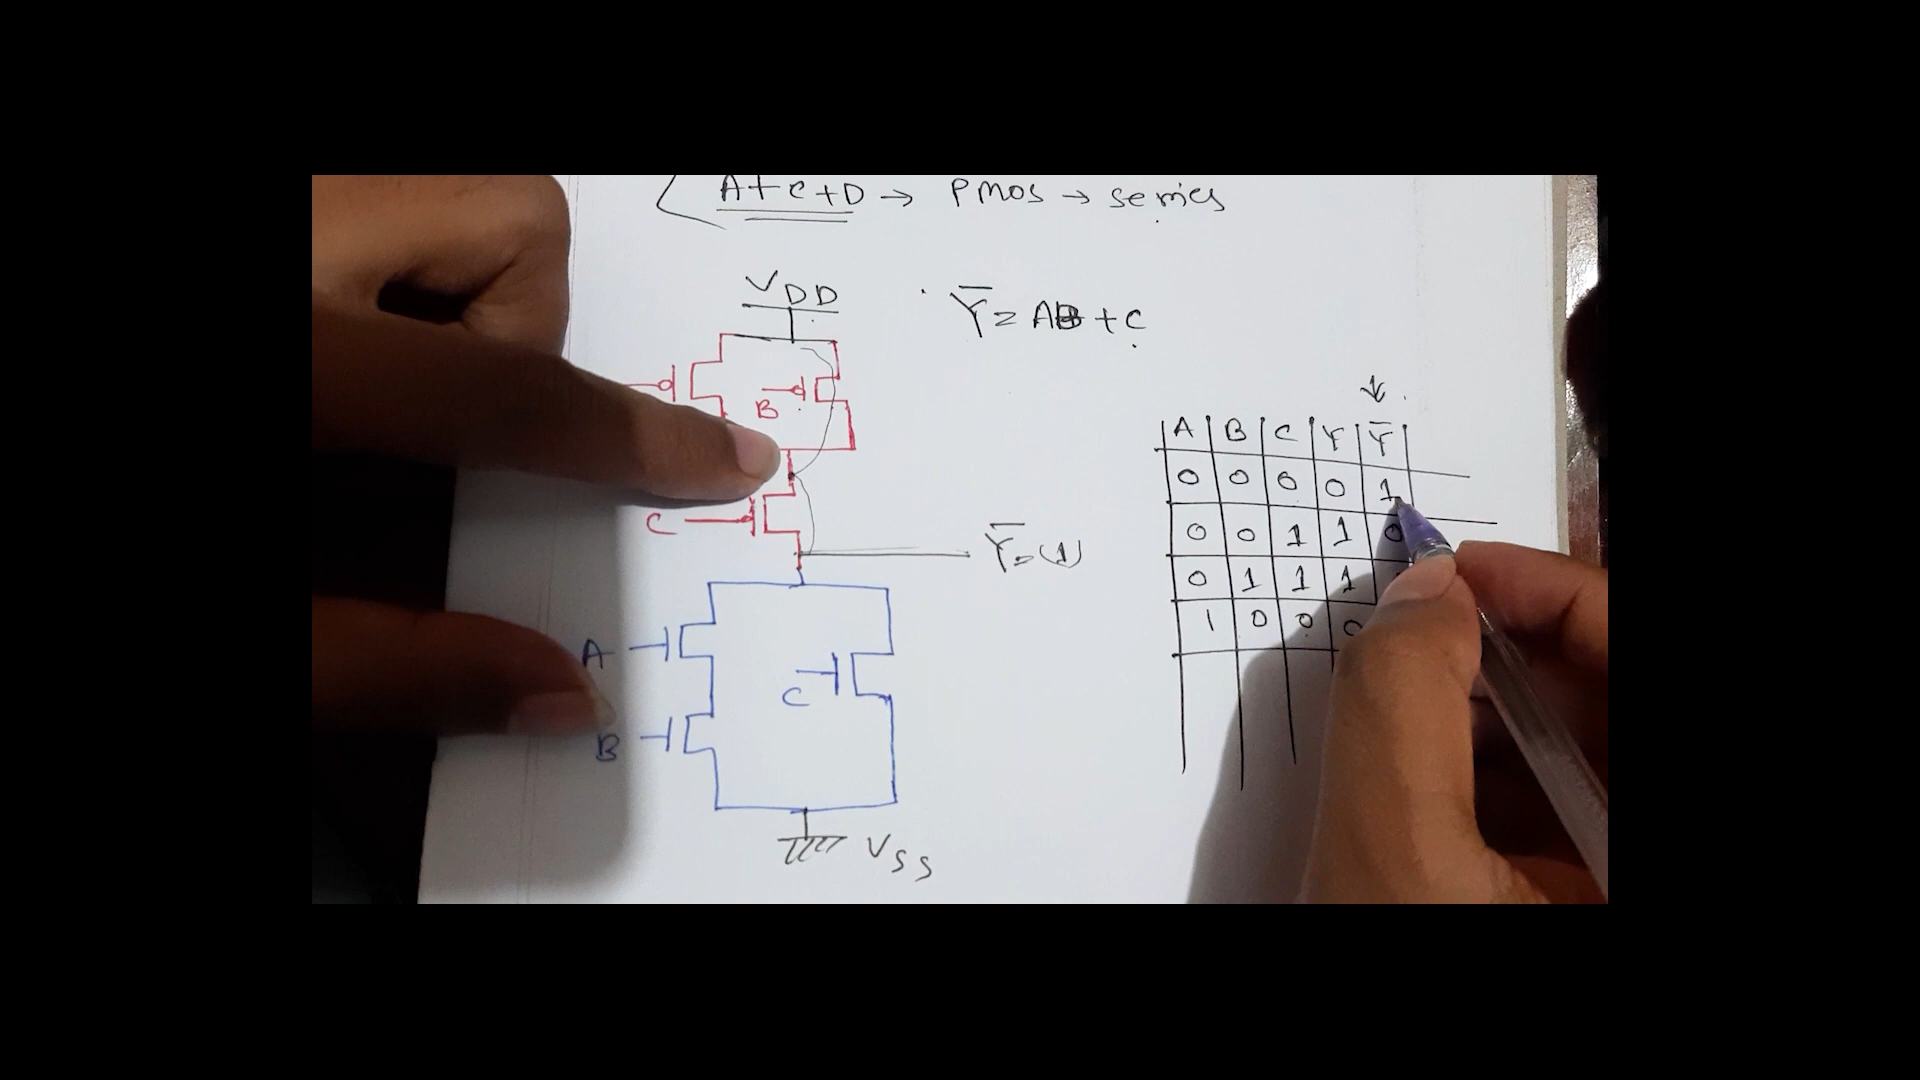 A+C+D → PMOS → series
VDD
Y̅ = AB + C
B
C
Y̅ = (1)
A
C
B
VSS
A B C Y Y̅
0 0 0 0 1
0 0 1 1 0
0 1 1 1
1 0 0 0